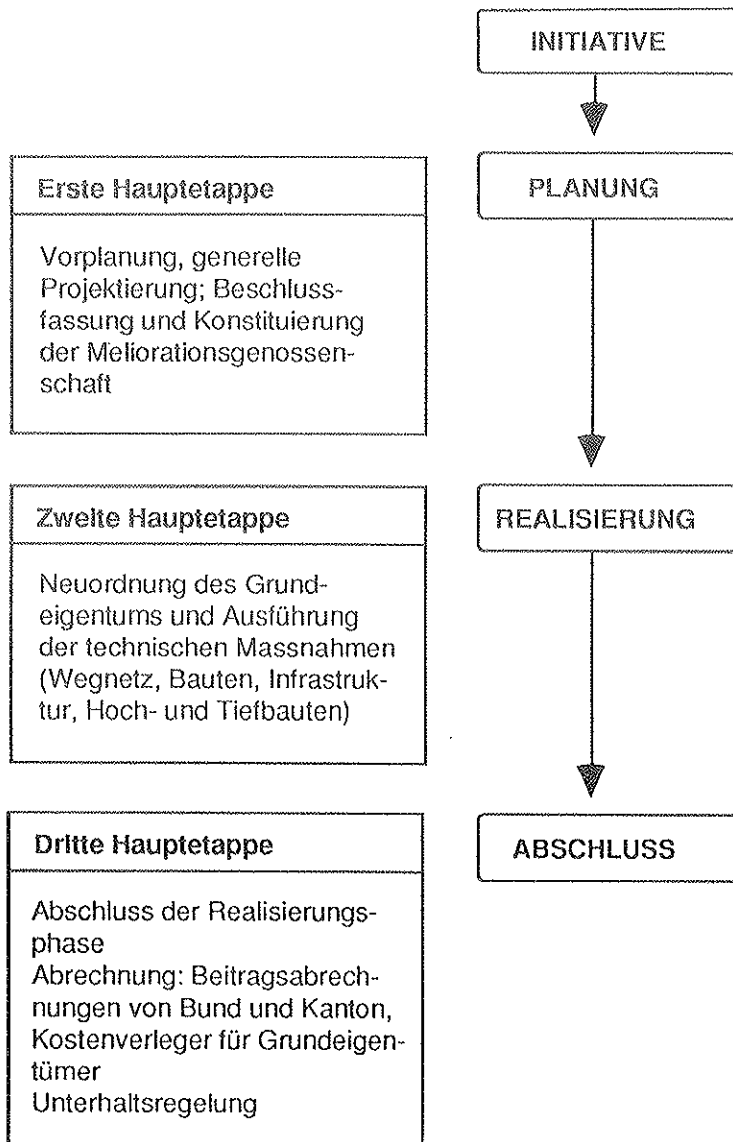 INITIATIVE
Erste Hauptetappe
PLANUNG
Vorplanung, generelle
Projektierung; Beschluss-
fassung und Konstituierung
der Meliorationsgenossen-
schaft
Zweite Hauptetappe
REALISIERUNG
Neuordnung des Grund-
eigentums und Ausführung
der technischen Massnahmen
(Wegnetz, Bauten, Infrastruk-
tur, Hoch- und Tiefbauten)
Dritte Hauptetappe
ABSCHLUSS
Abschluss der Realisierungs-
phase
Abrechnung: Beitragsabrech-
nungen von Bund und Kanton,
Kostenverleger für Grundeigen-
tümer
Unterhaltsregelung